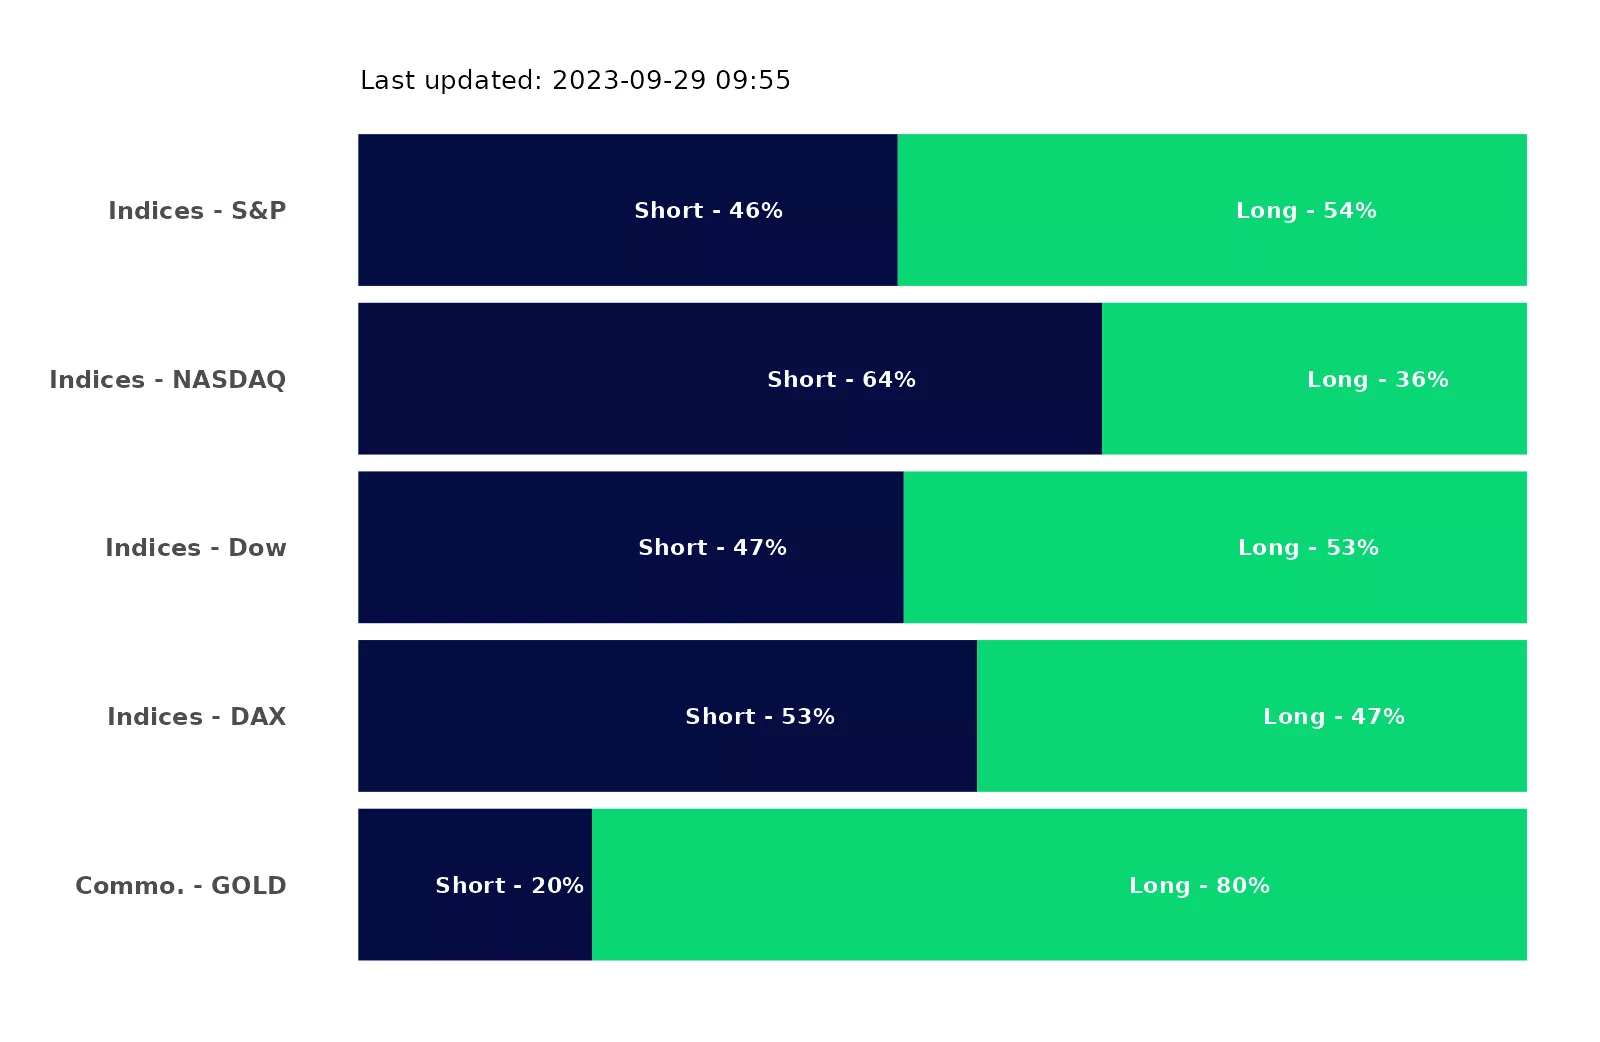 Last updated: 2023-09-29 09:55
Indices - S&P
Short - 46%
Long - 54%
Indices - NASDAQ
Short - 64%
Long - 36%
Indices - Dow
Short - 47%
Long - 53%
Indices - DAX
Short - 53%
Long - 47%
Commo. - GOLD
Short - 20%
Long - 80%